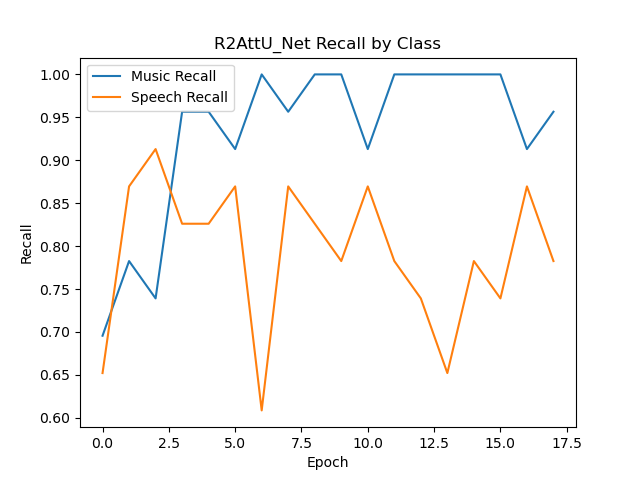 R2AttU_Net Recall by Class
Music Recall
Speech Recall
1.00
0.95
0.90
0.85
0.80
0.75
0.70
0.65
0.60
Recall
0.0 2.5 5.0 7.5 10.0 12.5 15.0 17.5
Epoch